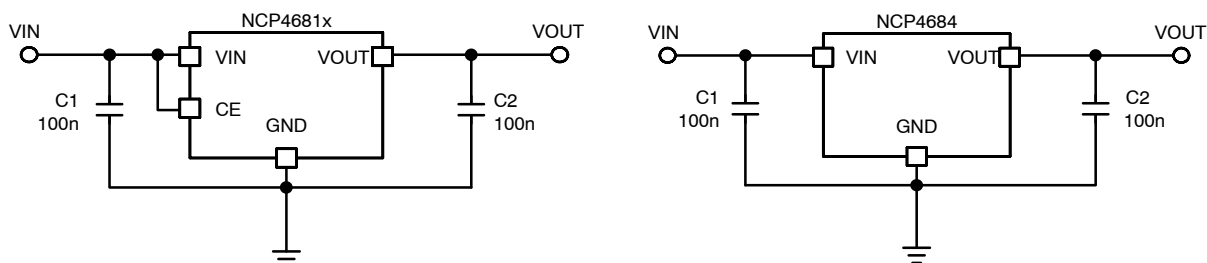 NCP4681x
VIN
VOUT
VIN
VOUT
C1
100n
CE
C2
100n
GND
NCP4684
VIN
VOUT
VIN
VOUT
C1
100n
C2
100n
GND